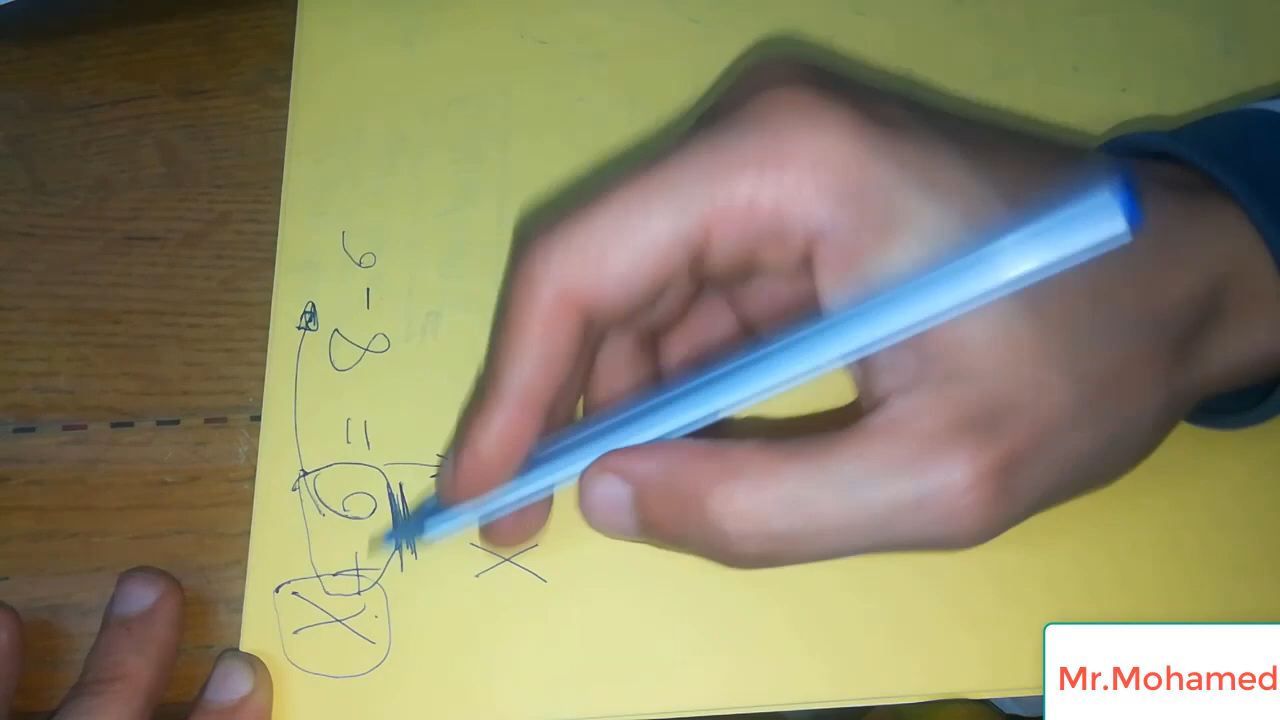 X + 6 = 8 - 6
X
Mr.Mohamed